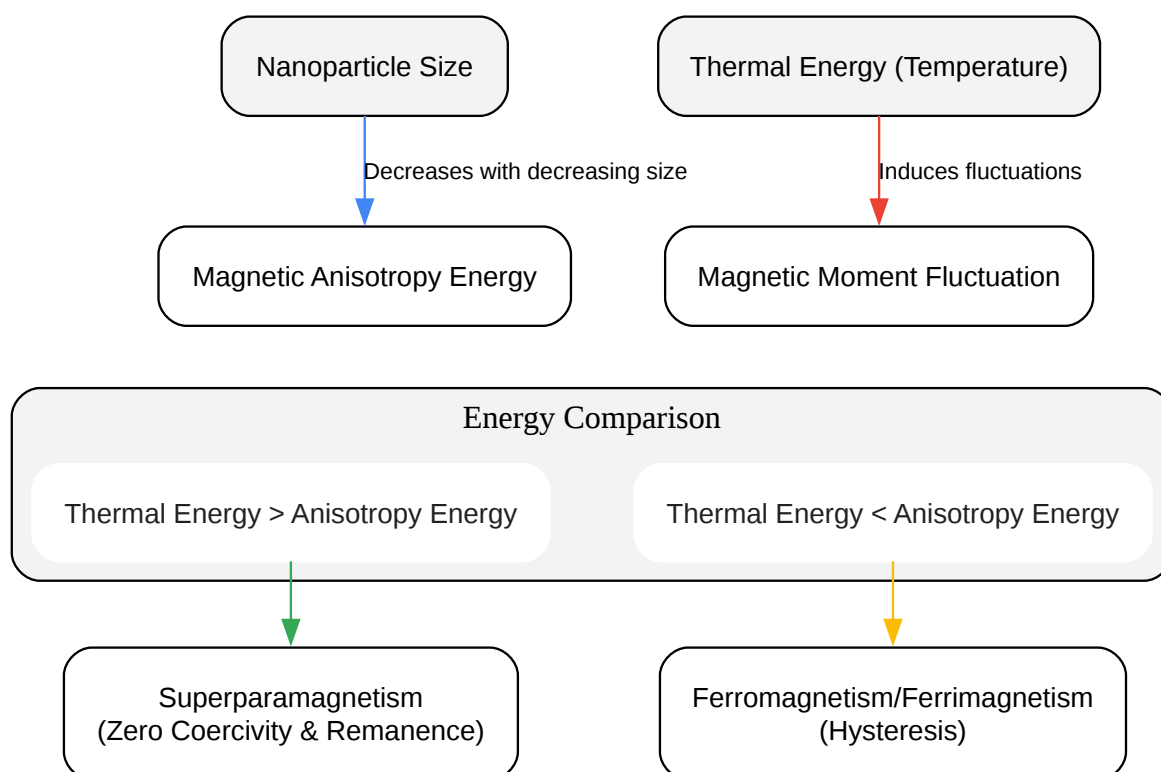 Nanoparticle Size
Thermal Energy (Temperature)
Decreases with decreasing size
Induces fluctuations
Magnetic Anisotropy Energy
Magnetic Moment Fluctuation
Energy Comparison
Thermal Energy > Anisotropy Energy
Thermal Energy < Anisotropy Energy
Superparamagnetism
(Zero Coercivity & Remanence)
Ferromagnetism/Ferrimagnetism
(Hysteresis)